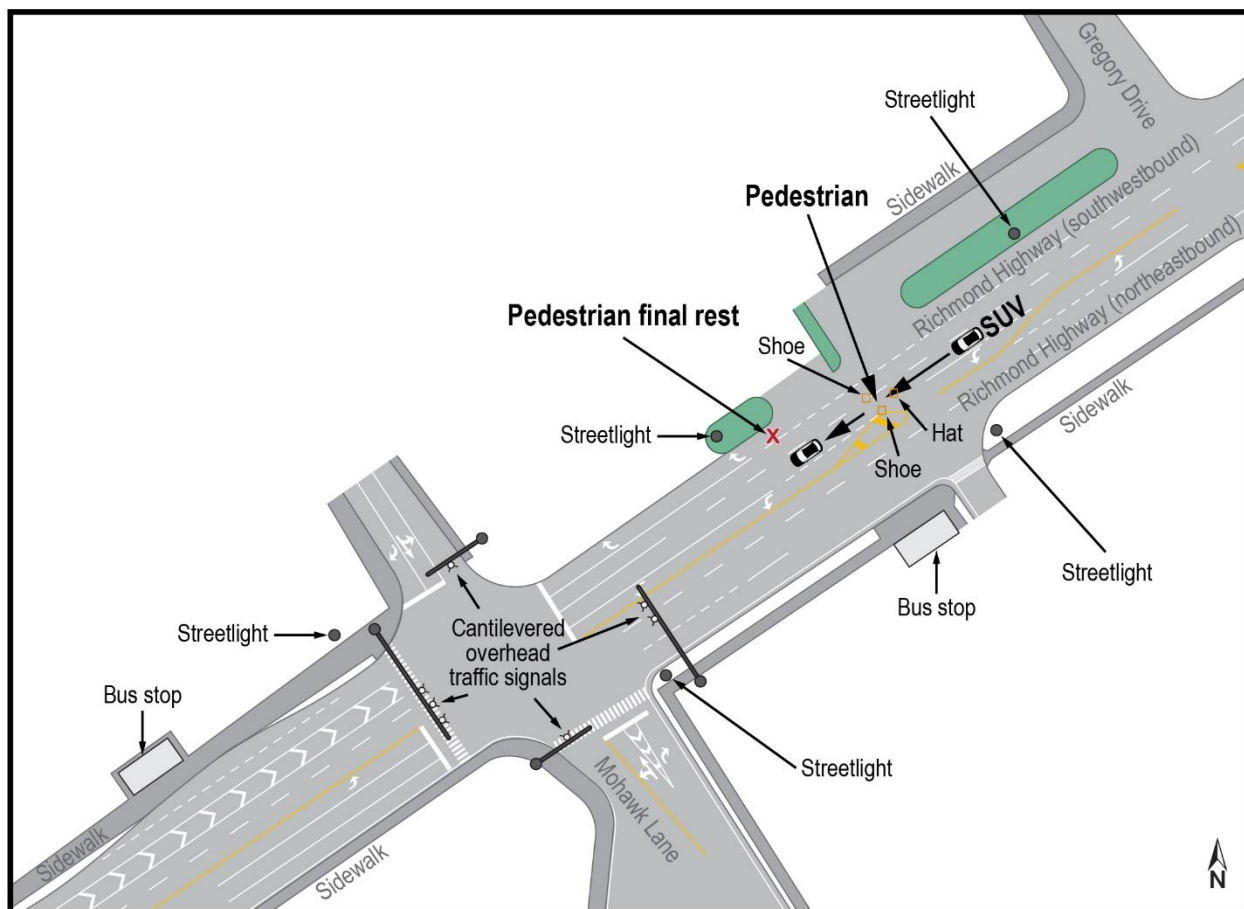 Gregory Drive
Streetlight
Sidewalk
Pedestrian
Richmond Highway (southwestbound)
Richmond Highway (northeastbound)
SUV
Pedestrian final rest
Shoe
Sidewalk
Streetlight
Hat
Shoe
Streetlight
Bus stop
Streetlight
Cantilevered
overhead
traffic signals
Bus stop
Streetlight
Mohawk Lane
Sidewalk
Sidewalk
N